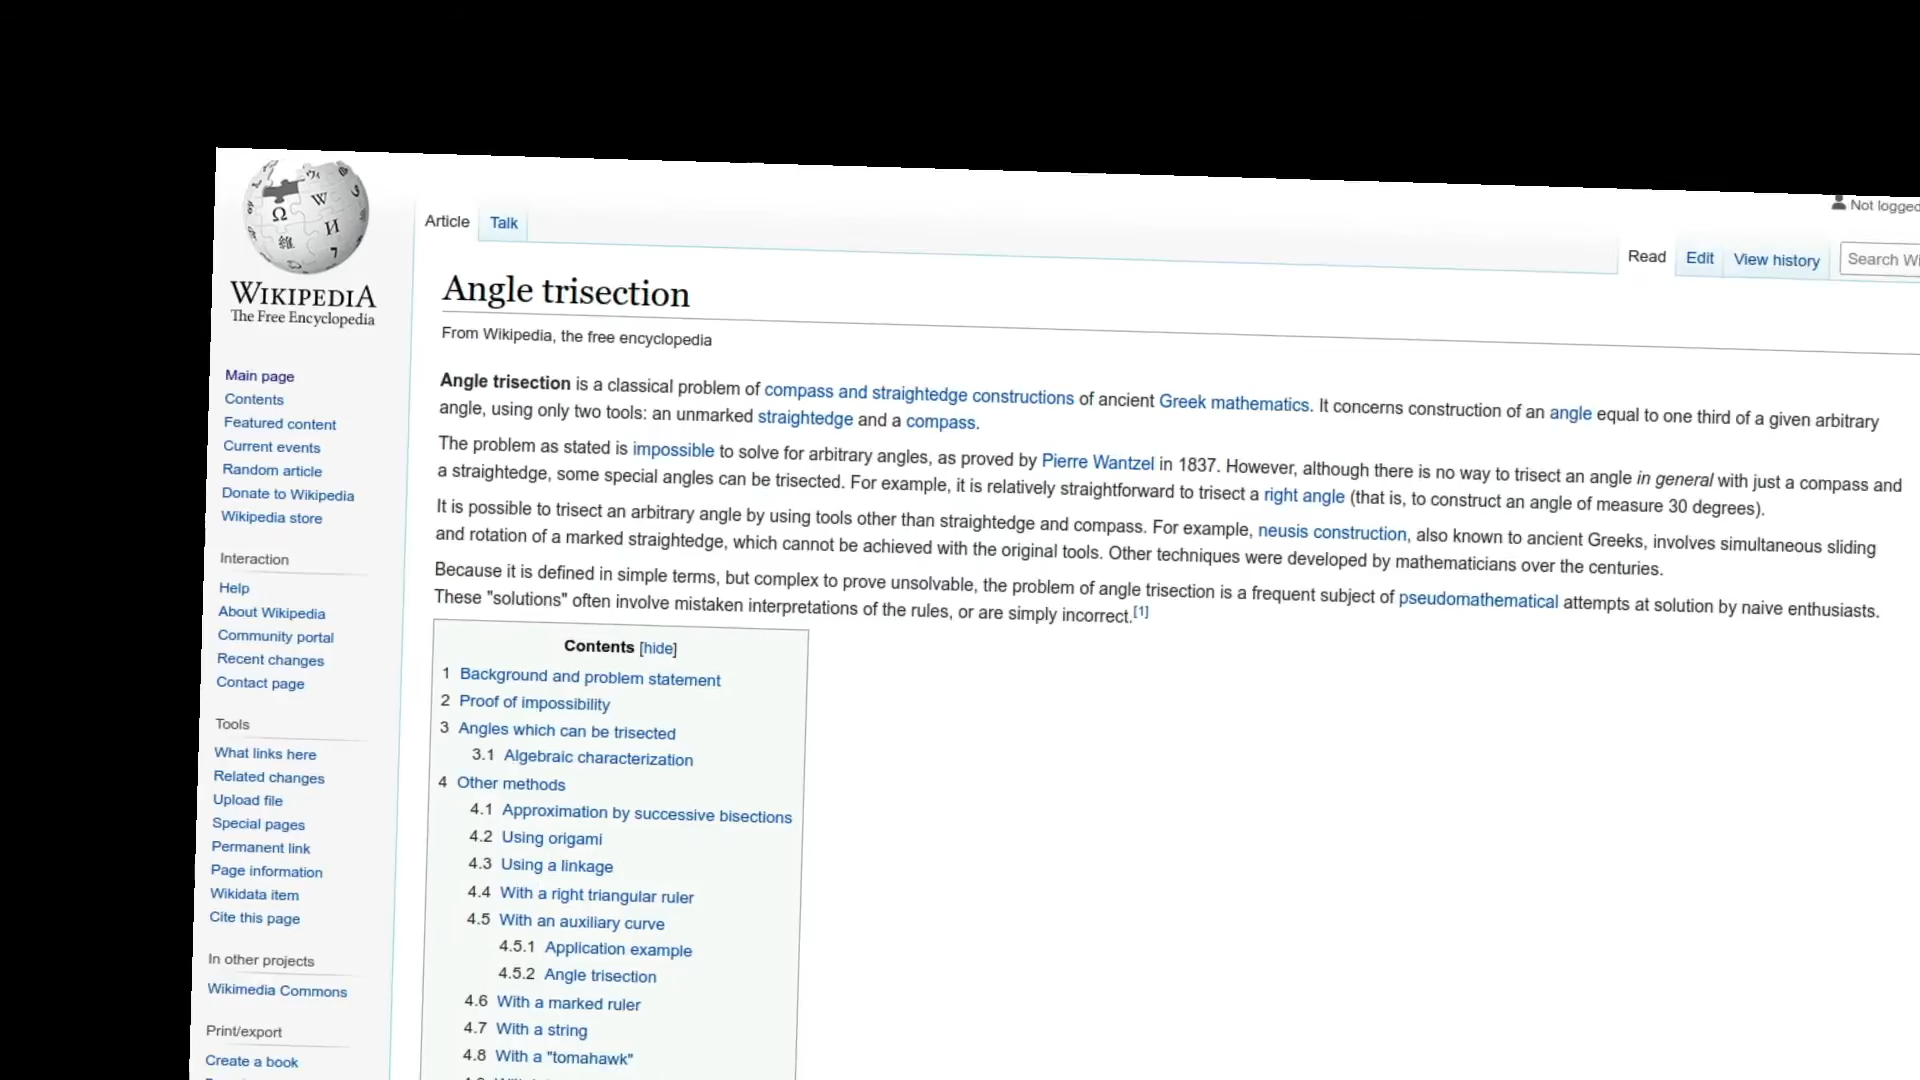 Not logged
WIKIPEDIA
The Free Encyclopedia
Article Talk
Read Edit View history
Angle trisection
From Wikipedia, the free encyclopedia
Angle trisection is a classical problem of compass and straightedge constructions of ancient Greek mathematics. It concerns construction of an angle equal to one third of a given arbitrary
angle, using only two tools: an unmarked straightedge and a compass.
The problem as stated is impossible to solve for arbitrary angles, as proved by Pierre Wantzel in 1837. However, although there is no way to trisect an angle in general with just a compass and
a straightedge, some special angles can be trisected. For example, it is relatively straightforward to trisect a right angle (that is, to construct an angle of measure 30 degrees).
It is possible to trisect an arbitrary angle by using tools other than straightedge and compass. For example, neusis construction, also known to ancient Greeks, involves simultaneous sliding
and rotation of a marked straightedge, which cannot be achieved with the original tools. Other techniques were developed by mathematicians over the centuries.
Because it is defined in simple terms, but complex to prove unsolvable, the problem of angle trisection is a frequent subject of pseudomathematical attempts at solution by naive enthusiasts.
These "solutions" often involve mistaken interpretations of the rules, or are simply incorrect.[1]
Contents [hide]
1 Background and problem statement
2 Proof of impossibility
3 Angles which can be trisected
3.1 Algebraic characterization
4 Other methods
4.1 Approximation by successive bisections
4.2 Using origami
4.3 Using a linkage
4.4 With a right triangular ruler
4.5 With an auxiliary curve
4.5.1 Application example
4.5.2 Angle trisection
4.6 With a marked ruler
4.7 With a string
4.8 With a "tomahawk"
Main page
Contents
Featured content
Current events
Random article
Donate to Wikipedia
Wikipedia store
Interaction
Help
About Wikipedia
Community portal
Recent changes
Contact page
Tools
What links here
Related changes
Upload file
Special pages
Permanent link
Page information
Wikidata item
Cite this page
In other projects
Wikimedia Commons
Print/export
Create a book
Search Wi